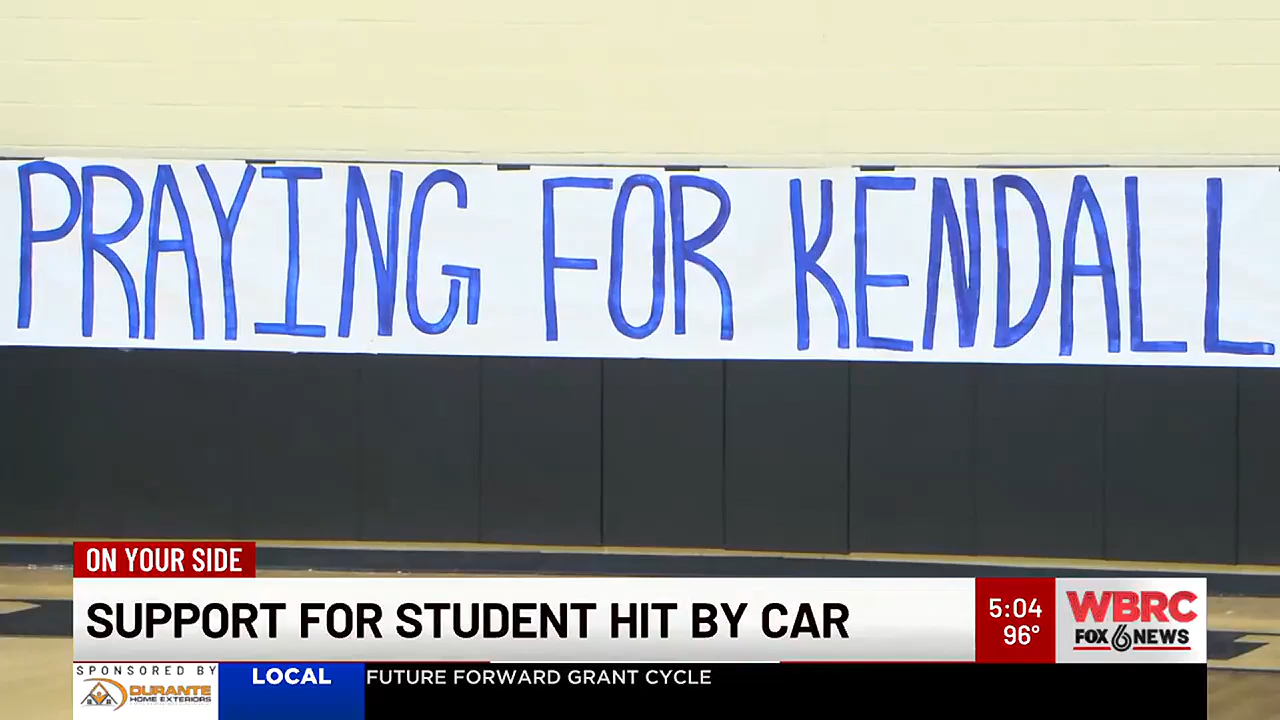 PRAYING FOR KENDALL
ON YOUR SIDE
SUPPORT FOR STUDENT HIT BY CAR
5:04
96°
WBRC
FOX 6 NEWS
SPONSORED BY
DURANTE
HOME EXTERIORS
LOCAL
FUTURE FORWARD GRANT CYCLE